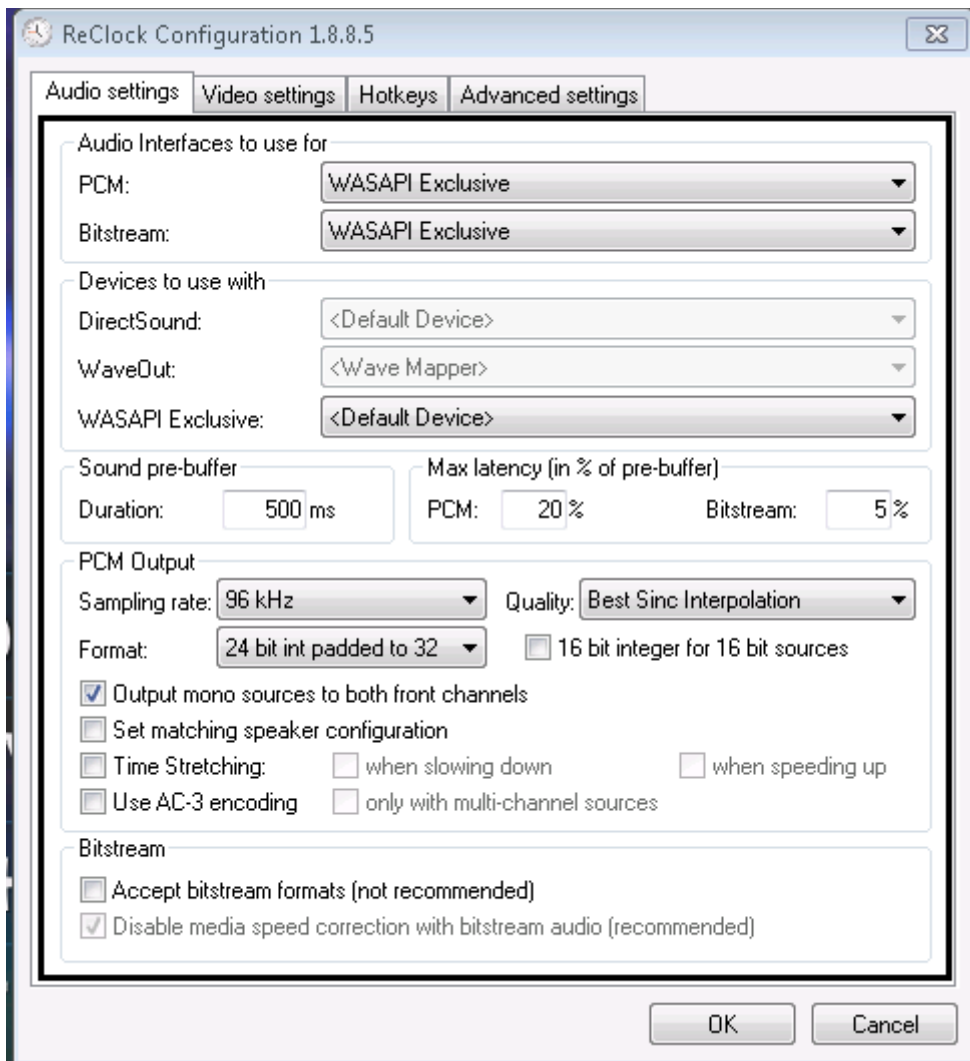 ReClock Configuration 1.8.8.5
Audio settings Video settings Hotkeys Advanced settings
Audio Interfaces to use for
PCM: WASAPI Exclusive
Bitstream: WASAPI Exclusive
Devices to use with
DirectSound: <Default Device>
WaveOut: <Wave Mapper>
WASAPI Exclusive: <Default Device>
Sound pre-buffer Max latency (in % of pre-buffer)
Duration: 500 ms PCM: 20 % Bitstream: 5 %
PCM Output
Sampling rate: 96 kHz Quality: Best Sinc Interpolation
Format: 24 bit int padded to 32 16 bit integer for 16 bit sources
Output mono sources to both front channels
Set matching speaker configuration
Time Stretching: when slowing down when speeding up
Use AC-3 encoding only with multi-channel sources
Bitstream
Accept bitstream formats (not recommended)
Disable media speed correction with bitstream audio (recommended)
OK Cancel